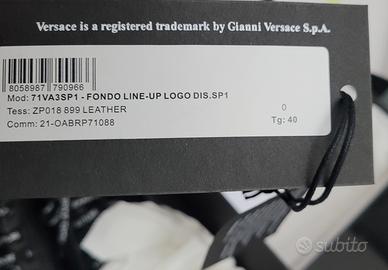 Versace is a registered trademark by Gianni Versace S.p.A.
8058987 790966
Mod: 71VA3SP1 - FONDO LINE-UP LOGO DIS.SP1
Tess: ZP018 899 LEATHER
0
Comm: 21-OABRP71088
Tg: 40
subito